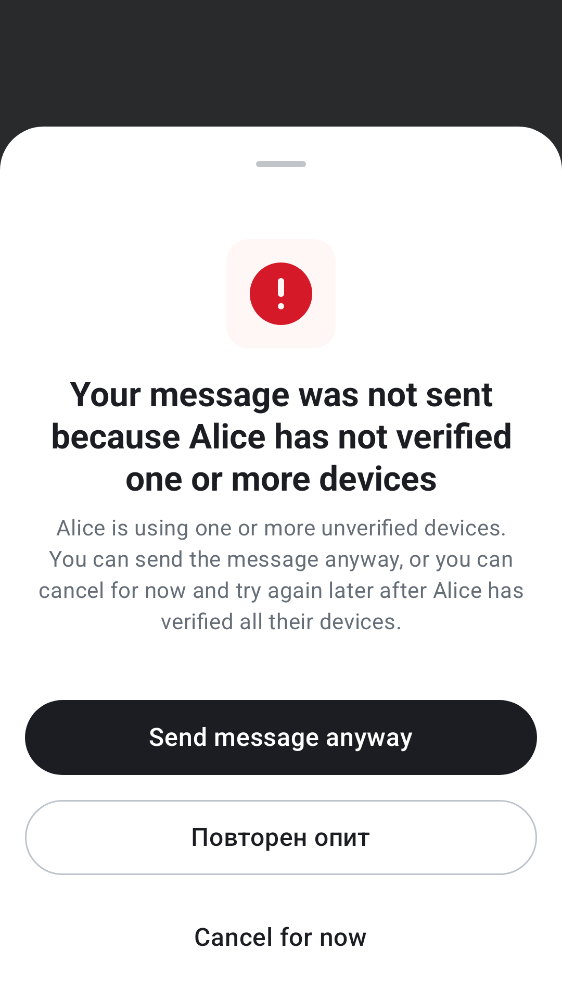 Your message was not sent
because Alice has not verified
one or more devices
Alice is using one or more unverified devices.
You can send the message anyway, or you can
cancel for now and try again later after Alice has
verified all their devices.
Send message anyway
Повторен опит
Cancel for now